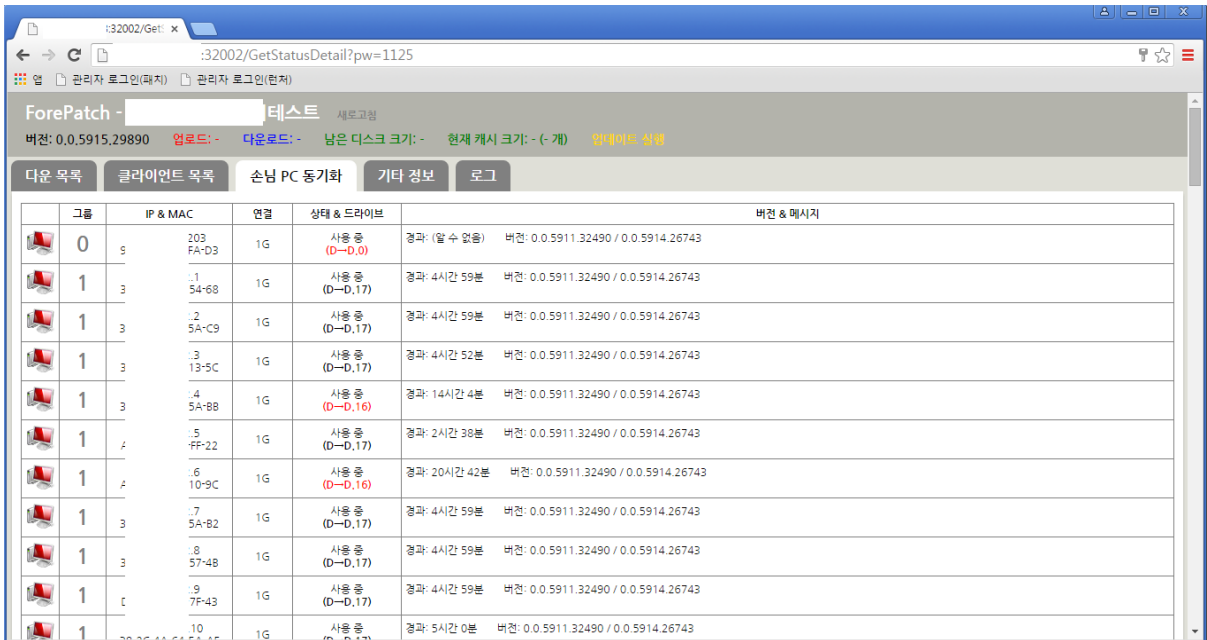 :32002/Get
:32002/GetStatusDetail?pw=1125
앱 관리자 로그인(패치) 관리자 로그인(런처)
ForePatch - 테스트 새로고침
버전: 0.0.5915.29890 업로드: - 다운로드: - 남은 디스크 크기: - 현재 캐시 크기: - (- 개) 업데이트 실행
다운 목록 클라이언트 목록 손님 PC 동기화 기타 정보 로그
그룹 IP & MAC 연결 상태 & 드라이브 버전 & 메시지
0 203 1G 사용 중 경과: (알 수 없음) 버전: 0.0.5911.32490 / 0.0.5914.26743
9 FA-D3 (D→D,0)
1 .1 1G 사용 중 경과: 4시간 59분 버전: 0.0.5911.32490 / 0.0.5914.26743
3 54-68 (D→D,17)
1 .2 1G 사용 중 경과: 4시간 59분 버전: 0.0.5911.32490 / 0.0.5914.26743
3 5A-C9 (D→D,17)
1 .3 1G 사용 중 경과: 4시간 52분 버전: 0.0.5911.32490 / 0.0.5914.26743
3 13-5C (D→D,17)
1 .4 1G 사용 중 경과: 14시간 4분 버전: 0.0.5911.32490 / 0.0.5914.26743
3 5A-BB (D→D,16)
1 .5 1G 사용 중 경과: 2시간 38분 버전: 0.0.5911.32490 / 0.0.5914.26743
FF-22 (D→D,17)
1 .6 1G 사용 중 경과: 20시간 42분 버전: 0.0.5911.32490 / 0.0.5914.26743
10-9C (D→D,16)
1 .7 1G 사용 중 경과: 4시간 59분 버전: 0.0.5911.32490 / 0.0.5914.26743
3 5A-B2 (D→D,17)
1 .8 1G 사용 중 경과: 4시간 59분 버전: 0.0.5911.32490 / 0.0.5914.26743
3 57-4B (D→D,17)
1 .9 1G 사용 중 경과: 4시간 59분 버전: 0.0.5911.32490 / 0.0.5914.26743
7F-43 (D→D,17)
1 .10 1G 사용 중 경과: 5시간 0분 버전: 0.0.5911.32490 / 0.0.5914.26743